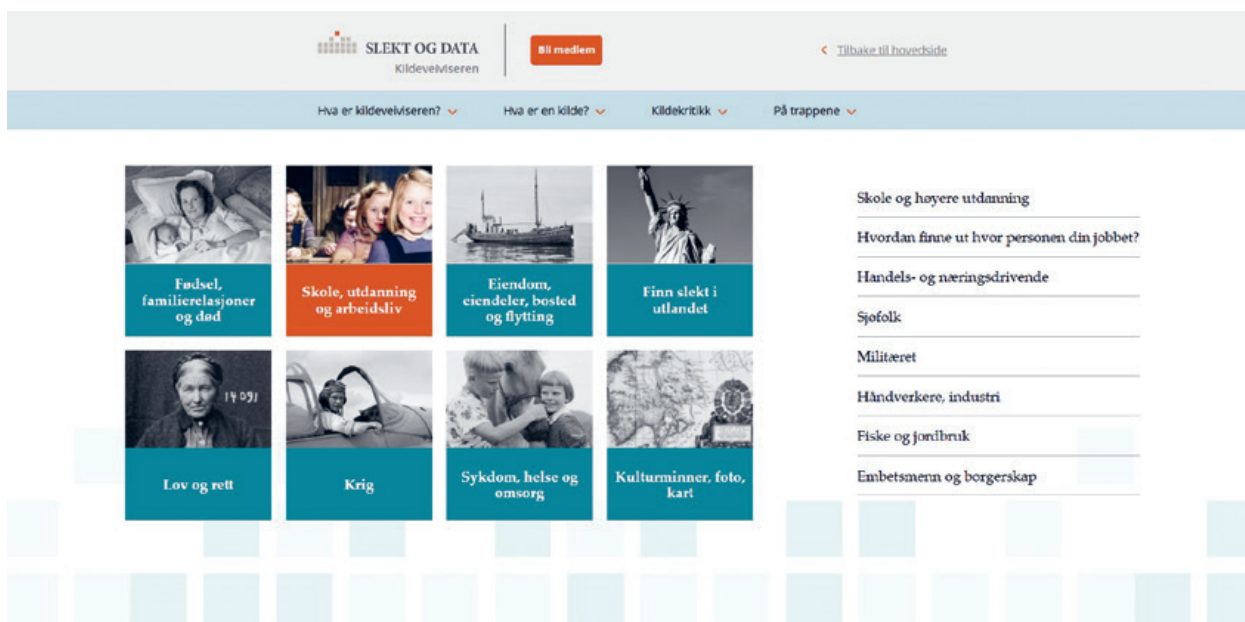 SLEKT OG DATA
Kildeveiviseren
Bli medlem
Tilbake til hovedside
Hva er kildeveiviseren?
Hva er en kilde?
Kildekritikk
På trappene
Fødsel,
familierelasjoner
og død
Skole, utdanning
og arbeidsliv
Eiendom,
eiendeler, bosted
og flytting
Finn slekt i
utlandet
14091
Lov og rett
Krig
Sykdom, helse og
omsorg
Kulturminner, foto,
kart
Skole og høyere utdanning
Hvordan finne ut hvor personen din jobbet?
Handels- og næringsdrivende
Sjøfolk
Militæret
Håndverkere, industri
Fiske og jordbruk
Embetsmenn og borgerskap